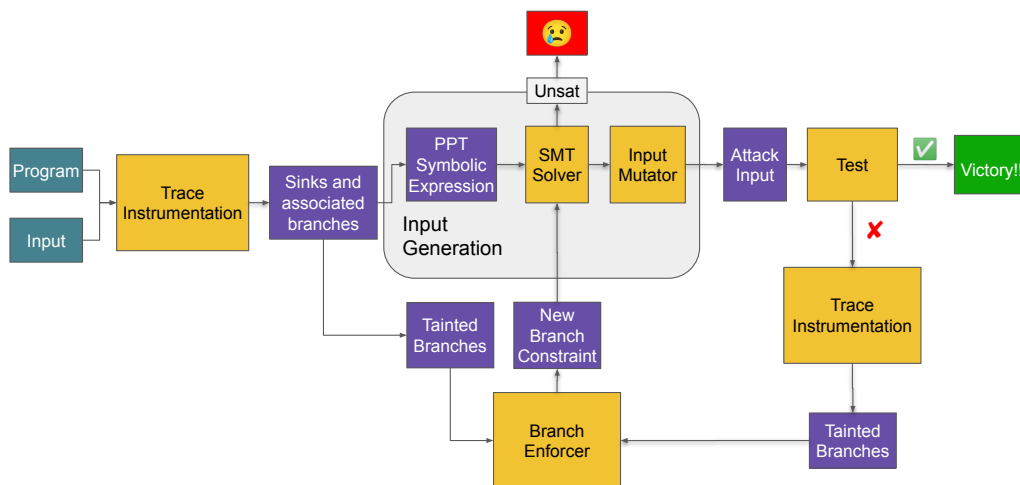 Unsat
Program
Input
Trace
Instrumentation
Sinks and
associated
branches
PPT
Symbolic
Expression
SMT
Solver
Input
Mutator
Input
Generation
Attack
Input
Test
Victory!!
Tainted
Branches
New
Branch
Constraint
Trace
Instrumentation
Branch
Enforcer
Tainted
Branches